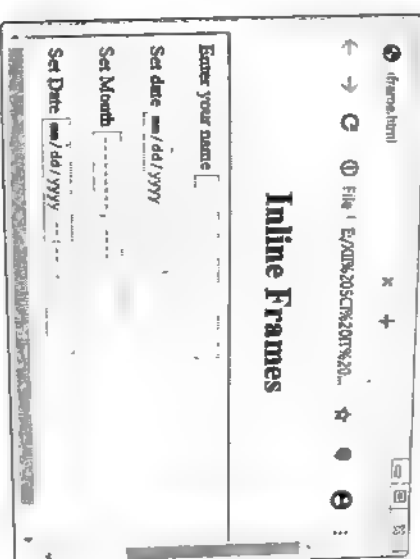 iframe.html
File | E:/XII%20SCI%20IT%20...
Inline Frames
Enter your name
Set date mm/dd/yyyy
Set Month
Set Date mm/dd/yyyy